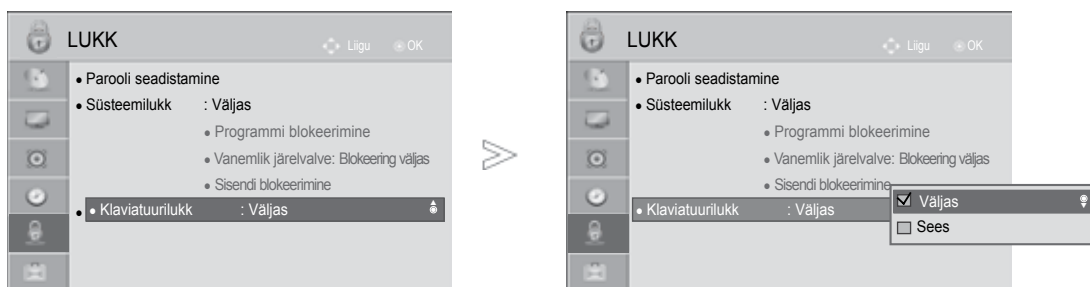 LUKK
Liigu OK
• Parooli seadistamine
• Süsteemilukk : Väljas
• Programmi blokeerimine
• Vanemlik järelvalve: Blokeering väljas
• Sisendi blokeerimine
• • Klaviatuurilukk : Väljas
LUKK
Liigu OK
• Parooli seadistamine
• Süsteemilukk : Väljas
• Programmi blokeerimine
• Vanemlik järelvalve: Blokeering väljas
• Sisendi blokeerimine
• Klaviatuurilukk : Väljas
Väljas
Sees